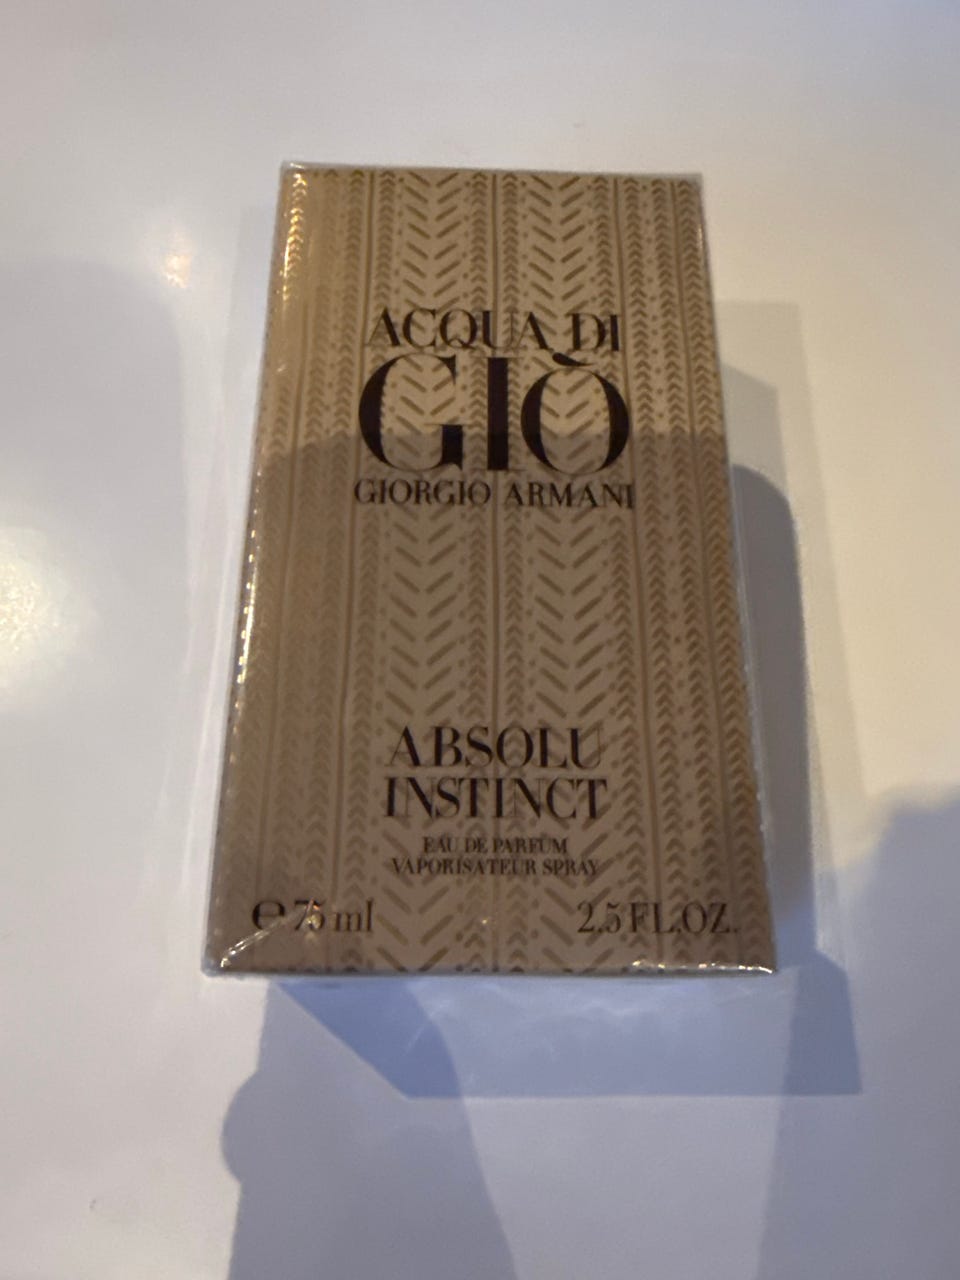 ACQUA DI
GIÒ
GIORGIO ARMANI
ABSOLU
INSTINCT
EAU DE PARFUM
VAPORISATEUR SPRAY
℮ 75 ml 2.5 FL.OZ.